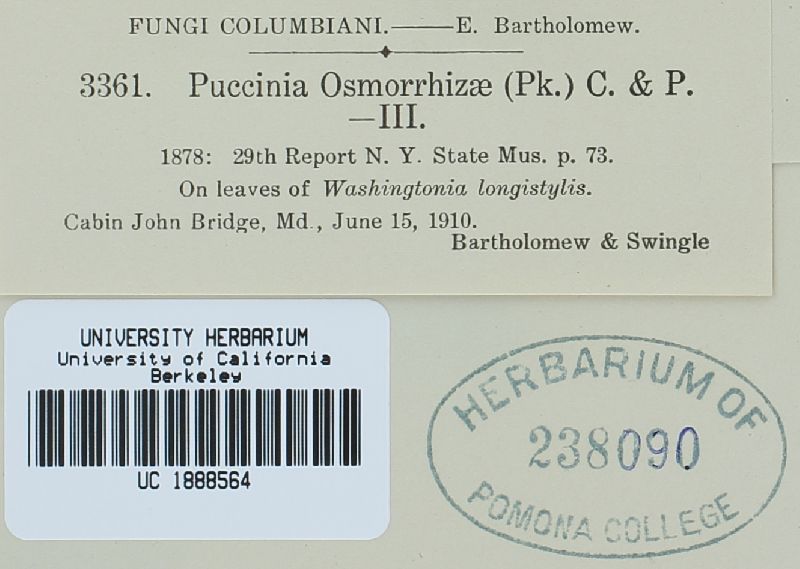 FUNGI COLUMBIANI.——E. Bartholomew.
3361. Puccinia Osmorrhizæ (Pk.) C. & P.
—III.
1878: 29th Report N. Y. State Mus. p. 73.
On leaves of Washingtonia longistylis.
Cabin John Bridge, Md., June 15, 1910.
Bartholomew & Swingle
UNIVERSITY HERBARIUM
University of California
Berkeley
UC 1888564
HERBARIUM OF
238090
POMONA COLLEGE